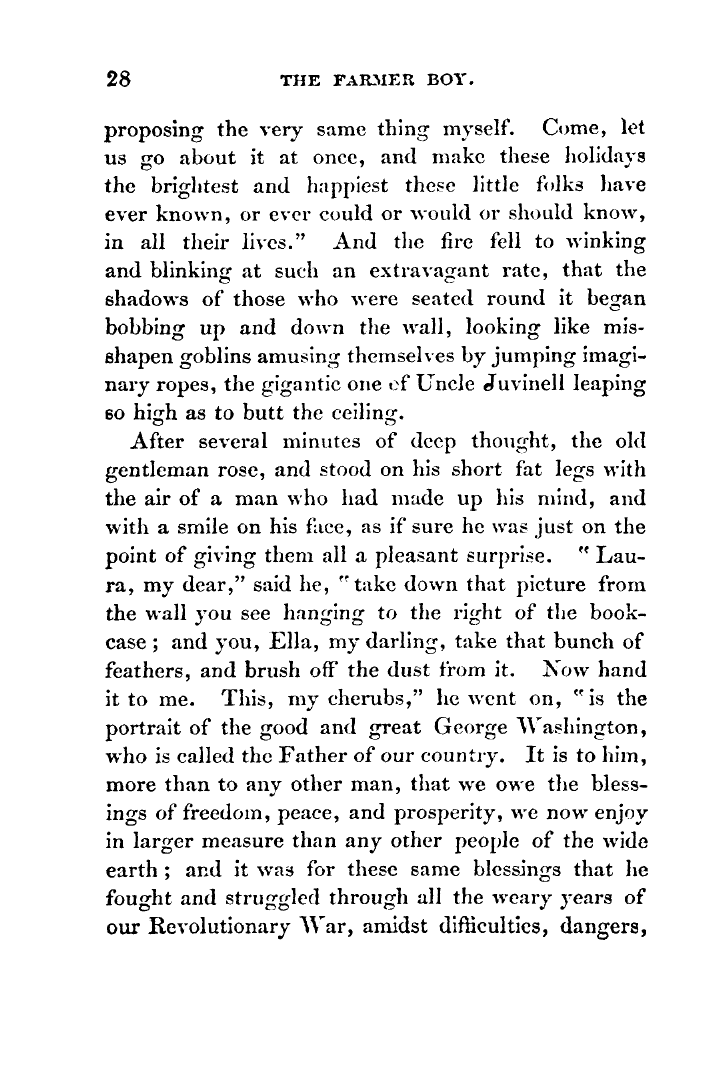 28 THE FARMER BOY.
proposing the very same thing myself. Come, let
us go about it at once, and make these holidays
the brightest and happiest these little folks have
ever known, or ever could or would or should know,
in all their lives.” And the fire fell to winking
and blinking at such an extravagant rate, that the
shadows of those who were seated round it began
bobbing up and down the wall, looking like mis-
shapen goblins amusing themselves by jumping imagi-
nary ropes, the gigantic one of Uncle Juvinell leaping
so high as to butt the ceiling.
After several minutes of deep thought, the old
gentleman rose, and stood on his short fat legs with
the air of a man who had made up his mind, and
with a smile on his face, as if sure he was just on the
point of giving them all a pleasant surprise. “Lau-
ra, my dear,” said he, “take down that picture from
the wall you see hanging to the right of the book-
case; and you, Ella, my darling, take that bunch of
feathers, and brush off the dust from it. Now hand
it to me. This, my cherubs,” he went on, “is the
portrait of the good and great George Washington,
who is called the Father of our country. It is to him,
more than to any other man, that we owe the bless-
ings of freedom, peace, and prosperity, we now enjoy
in larger measure than any other people of the wide
earth; and it was for these same blessings that he
fought and struggled through all the weary years of
our Revolutionary War, amidst difficulties, dangers,